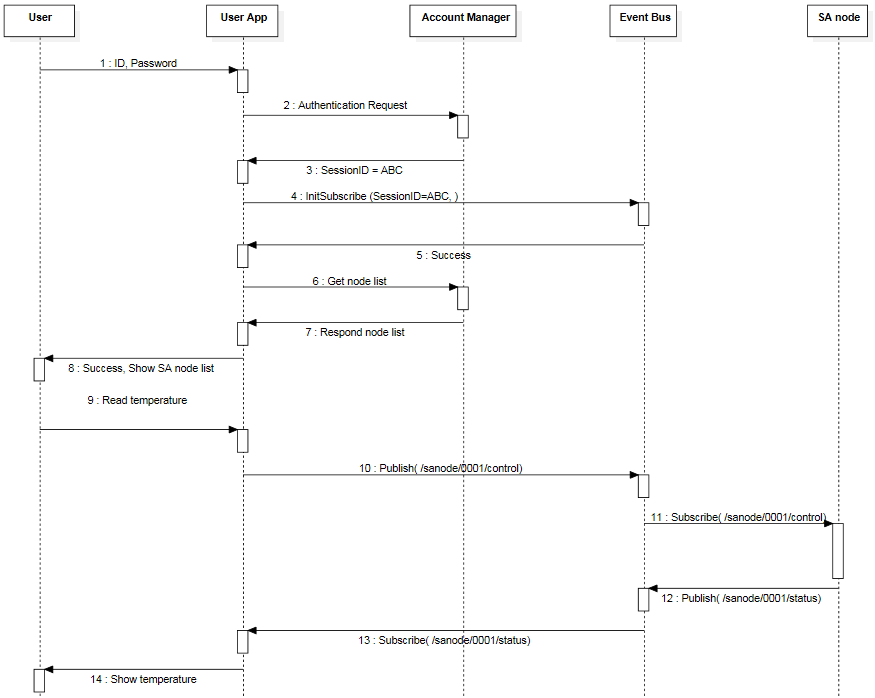 User
User App
Account Manager
Event Bus
SA node
1 : ID, Password
2 : Authentication Request
3 : SessionID = ABC
4 : InitSubscribe (SessionID=ABC, )
5 : Success
6 : Get node list
7 : Respond node list
8 : Success, Show SA node list
9 : Read temperature
10 : Publish( /sanode/0001/control)
11 : Subscribe( /sanode/0001/control)
12 : Publish( /sanode/0001/status)
13 : Subscribe( /sanode/0001/status)
14 : Show temperature